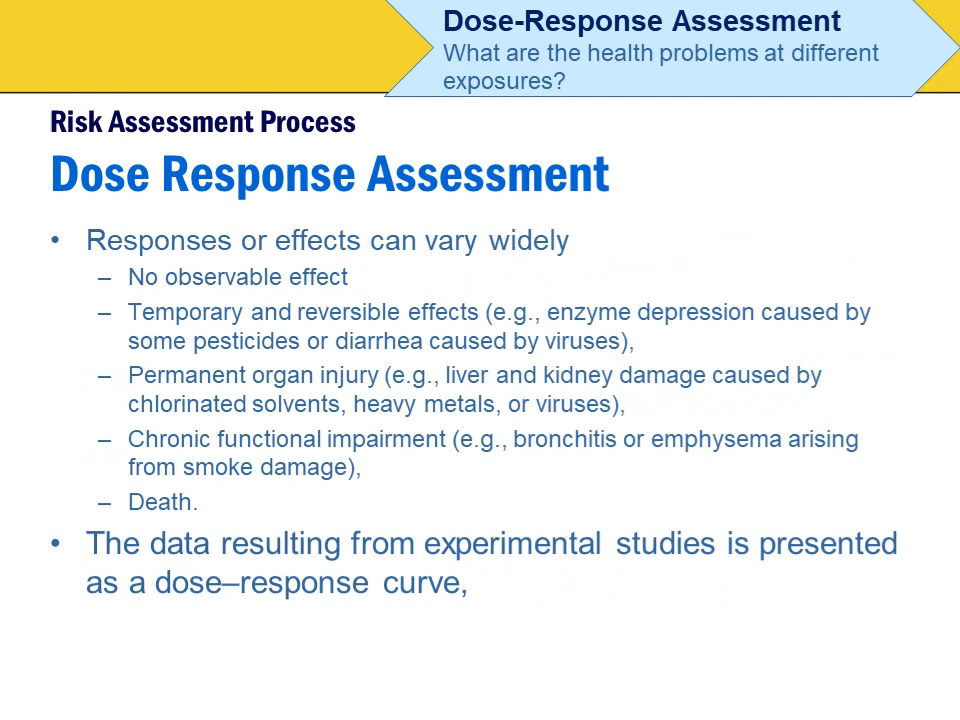 Dose-Response Assessment
What are the health problems at different
exposures?
Risk Assessment Process
Dose Response Assessment
• Responses or effects can vary widely
– No observable effect
– Temporary and reversible effects (e.g., enzyme depression caused by
some pesticides or diarrhea caused by viruses),
– Permanent organ injury (e.g., liver and kidney damage caused by
chlorinated solvents, heavy metals, or viruses),
– Chronic functional impairment (e.g., bronchitis or emphysema arising
from smoke damage),
– Death.
• The data resulting from experimental studies is presented
as a dose–response curve,